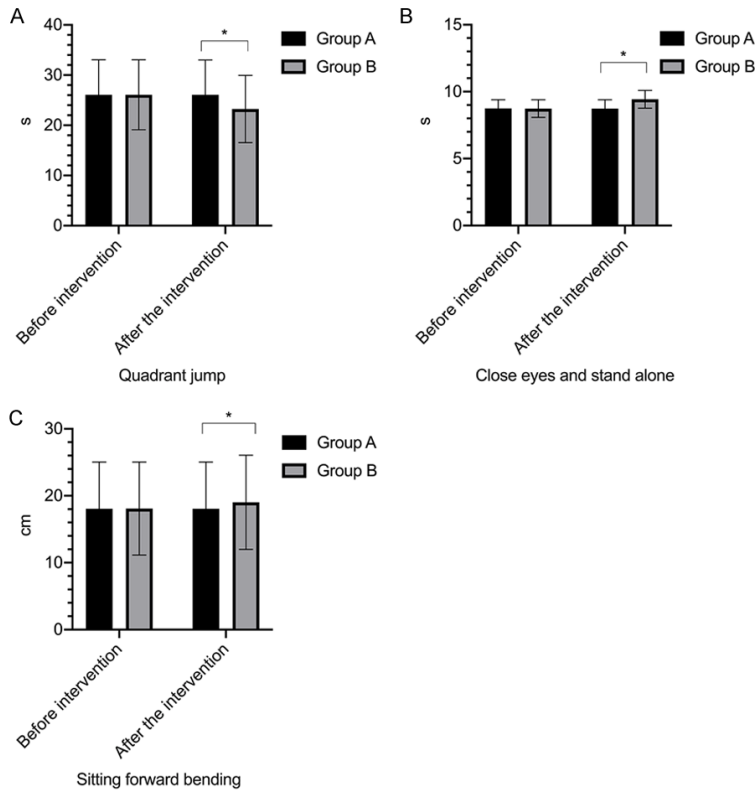 A
40
30
20
10
0
s
*
Group A
Group B
Before intervention
After the intervention
Quadrant jump
B
15
10
5
0
s
*
Group A
Group B
Before intervention
After the intervention
Close eyes and stand alone
C
30
20
10
0
cm
*
Group A
Group B
Before intervention
After the intervention
Sitting forward bending